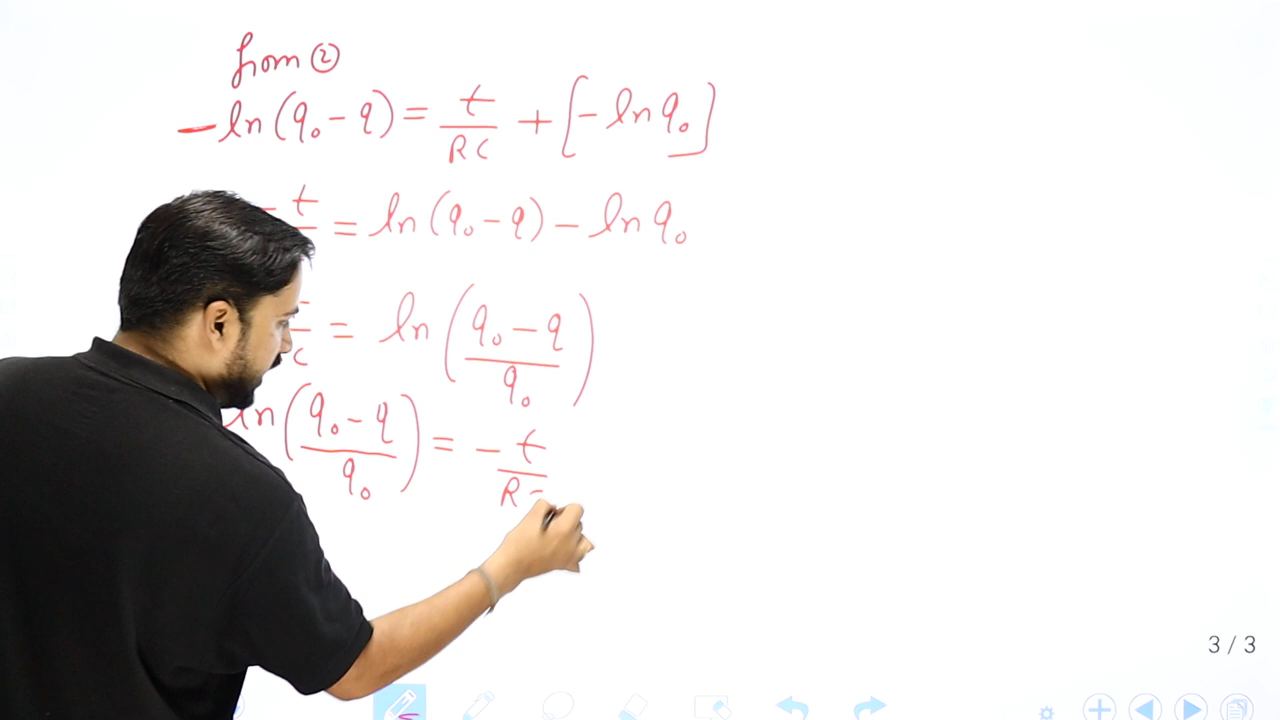 from ②
-ln(q₀ - q) = t/RC + [-ln q₀]
- t = ln(q₀ - q) - ln q₀
C = ln((q₀ - q)/q₀)
ln((q₀ - q)/q₀) = - t/R
3 / 3